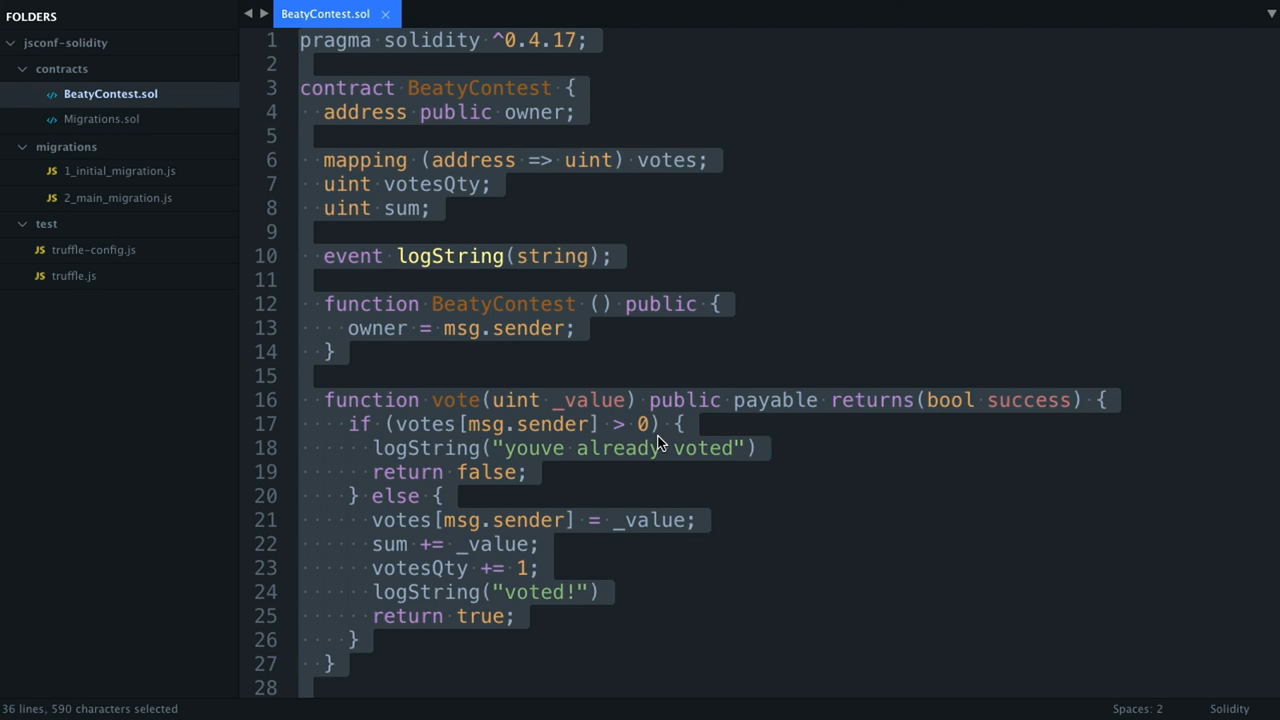 FOLDERS
jsconf-solidity
contracts
BeatyContest.sol
Migrations.sol
migrations
JS 1_initial_migration.js
JS 2_main_migration.js
test
JS truffle-config.js
JS truffle.js
BeatyContest.sol
1 pragma solidity ^0.4.17;
2
3 contract BeatyContest {
4   address public owner;
5
6   mapping (address => uint) votes;
7   uint votesQty;
8   uint sum;
9
10   event logString(string);
11
12   function BeatyContest () public {
13     owner = msg.sender;
14   }
15
16   function vote(uint _value) public payable returns(bool success) {
17     if (votes[msg.sender] > 0) {
18       logString("youve already voted")
19       return false;
20     } else {
21       votes[msg.sender] = _value;
22       sum += _value;
23       votesQty += 1;
24       logString("voted!")
25       return true;
26     }
27   }
28
36 lines, 590 characters selected
Spaces: 2
Solidity